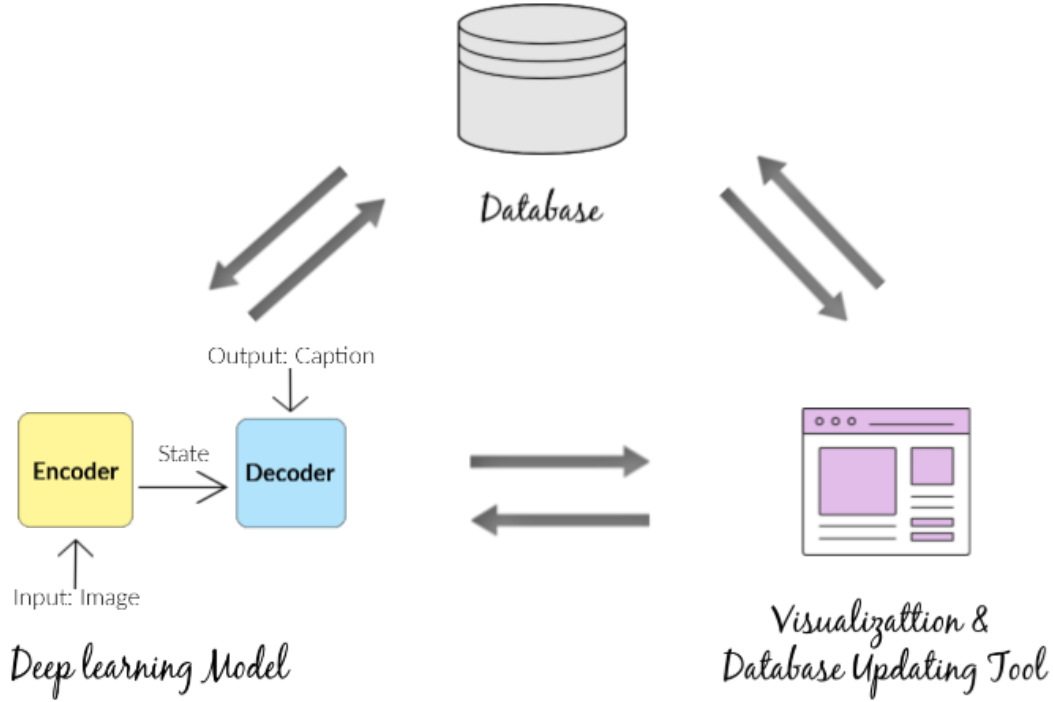 Database
Output: Caption
Encoder
State
Decoder
Input: Image
Deep learning Model
Visualizattion &
Database Updating Tool